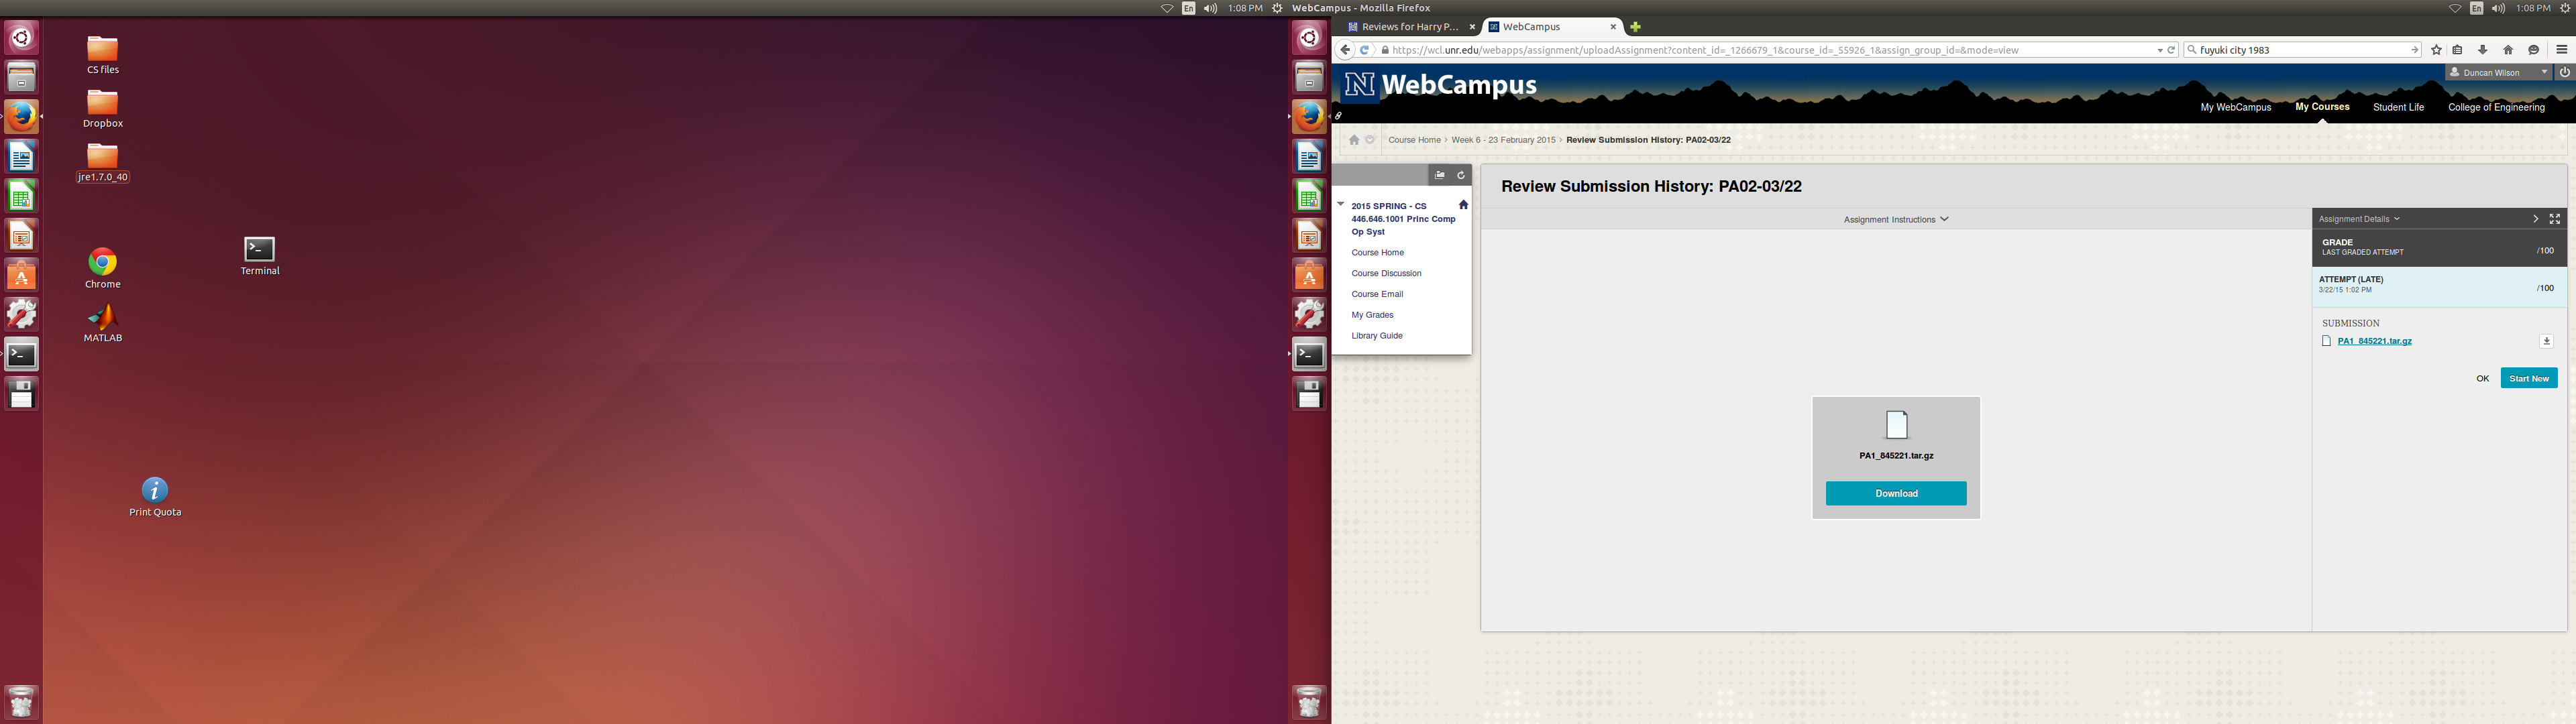 En 1:08 PM
CS files
Dropbox
jre1.7.0_40
Terminal
Chrome
MATLAB
Print Quota
WebCampus - Mozilla Firefox
En 1:08 PM
Reviews for Harry P...
WebCampus
https://wcl.unr.edu/webapps/assignment/uploadAssignment?content_id=_1266679_1&course_id=_55926_1&assign_group_id=&mode=view
fuyuki city 1983
N WebCampus
Duncan Wilson
My WebCampus My Courses Student Life College of Engineering
Course Home Week 6 - 23 February 2015 Review Submission History: PA02-03/22
2015 SPRING - CS
446.646.1001 Princ Comp
Op Syst
Course Home
Course Discussion
Course Email
My Grades
Library Guide
Review Submission History: PA02-03/22
Assignment Instructions
PA1_845221.tar.gz
Download
Assignment Details
GRADE
LAST GRADED ATTEMPT /100
ATTEMPT (LATE)
3/22/15 1:02 PM /100
SUBMISSION
PA1_845221.tar.gz
OK Start New